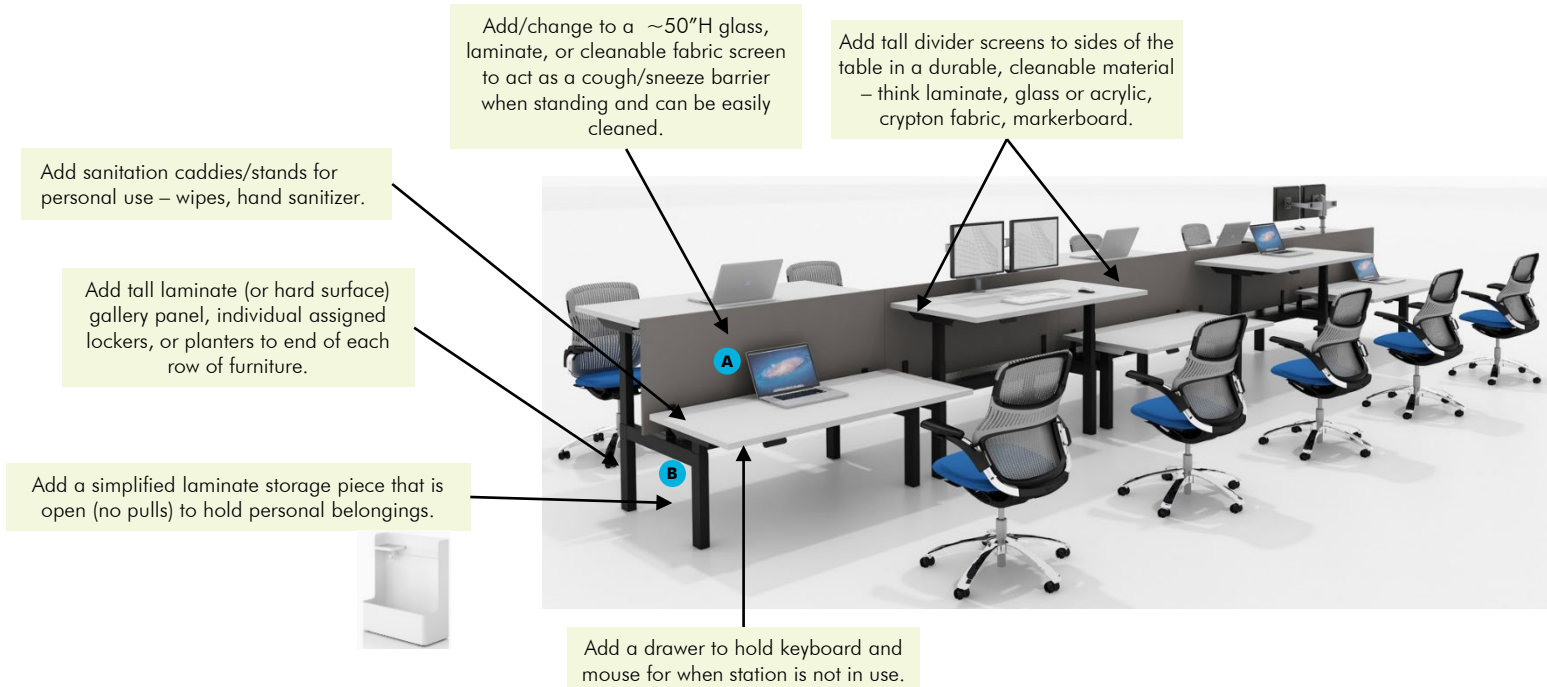 Add/change to a ~50"H glass,
laminate, or cleanable fabric screen
to act as a cough/sneeze barrier
when standing and can be easily
cleaned.
Add tall divider screens to sides of the
table in a durable, cleanable material
– think laminate, glass or acrylic,
crypton fabric, markerboard.
Add sanitation caddies/stands for
personal use – wipes, hand sanitizer.
Add tall laminate (or hard surface)
gallery panel, individual assigned
lockers, or planters to end of each
row of furniture.
A
B
Add a simplified laminate storage piece that is
open (no pulls) to hold personal belongings.
Add a drawer to hold keyboard and
mouse for when station is not in use.